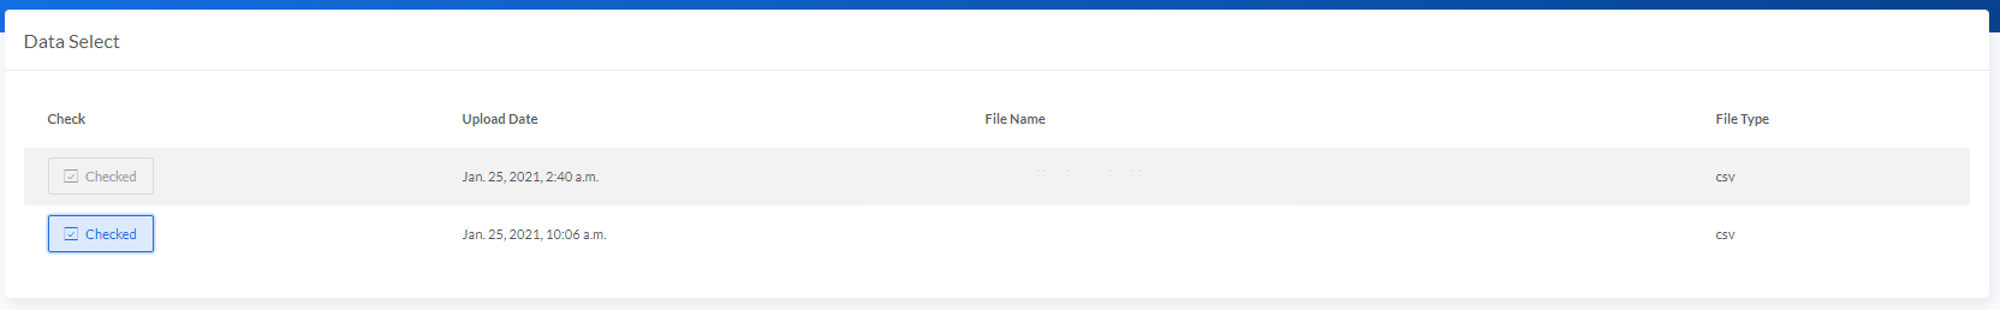 Data Select
Check Upload Date File Name File Type
Checked Jan. 25, 2021, 2:40 a.m. csv
Checked Jan. 25, 2021, 10:06 a.m. csv